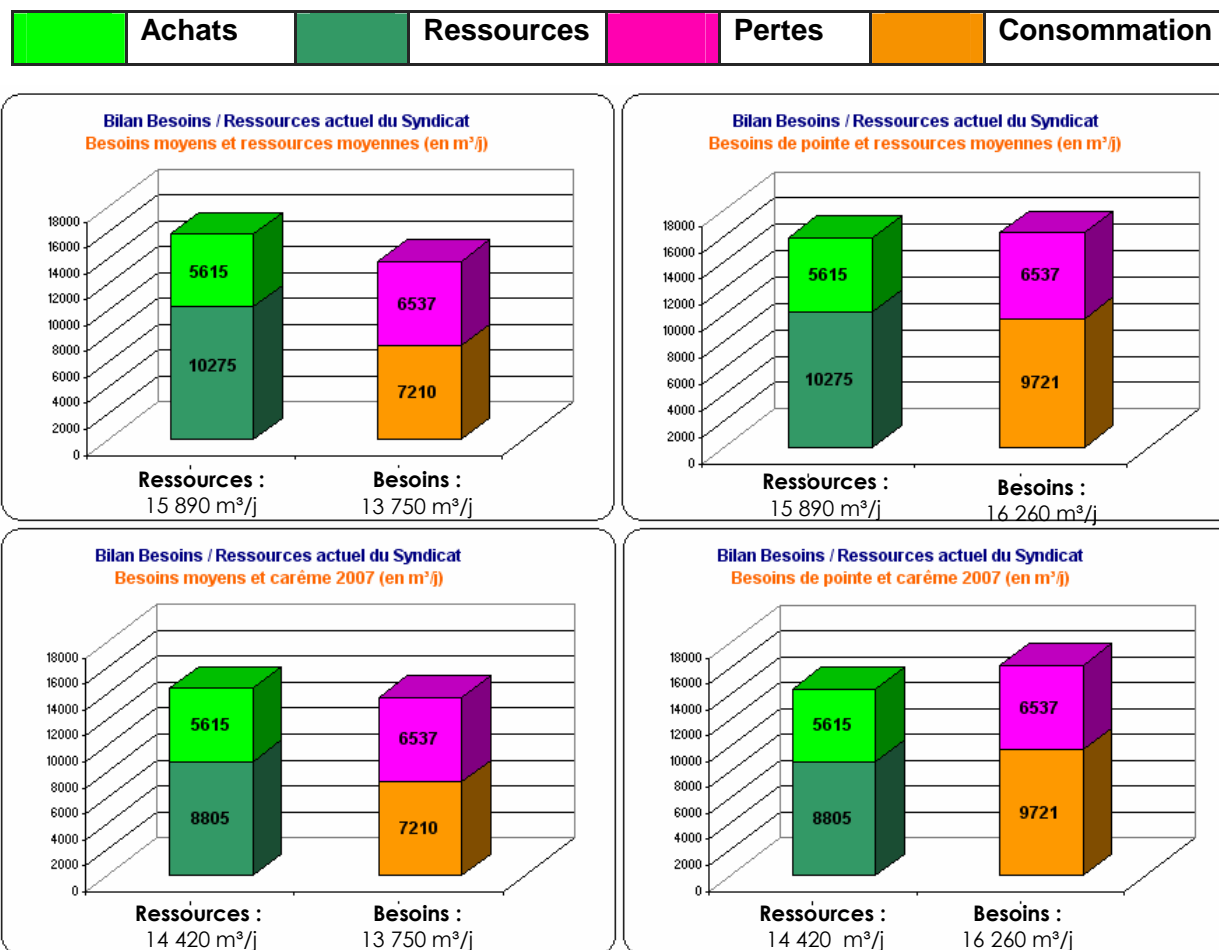 Achats Ressources Pertes Consommation
Bilan Besoins / Ressources actuel du Syndicat
Besoins moyens et ressources moyennes (en m³/j)
18000
16000
14000
12000
10000
8000
6000
4000
2000
0
5615
10275
6537
7210
Ressources :
15 890 m³/j
Besoins :
13 750 m³/j
Bilan Besoins / Ressources actuel du Syndicat
Besoins de pointe et ressources moyennes (en m³/j)
18000
16000
14000
12000
10000
8000
6000
4000
2000
0
5615
10275
6537
9721
Ressources :
15 890 m³/j
Besoins :
16 260 m³/j
Bilan Besoins / Ressources actuel du Syndicat
Besoins moyens et carême 2007 (en m³/j)
18000
16000
14000
12000
10000
8000
6000
4000
2000
0
5615
8805
6537
7210
Ressources :
14 420 m³/j
Besoins :
13 750 m³/j
Bilan Besoins / Ressources actuel du Syndicat
Besoins de pointe et carême 2007 (en m³/j)
18000
16000
14000
12000
10000
8000
6000
4000
2000
0
5615
8805
6537
9721
Ressources :
14 420 m³/j
Besoins :
16 260 m³/j